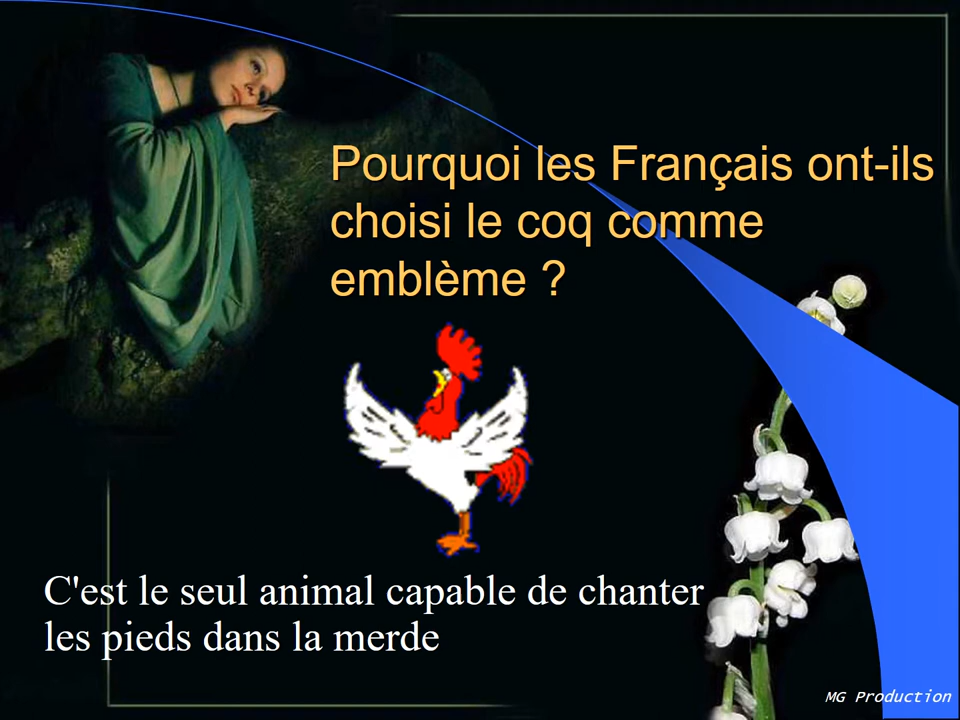 Pourquoi les Français ont-ils
choisi le coq comme
emblème ?
C'est le seul animal capable de chanter
les pieds dans la merde
MG Production